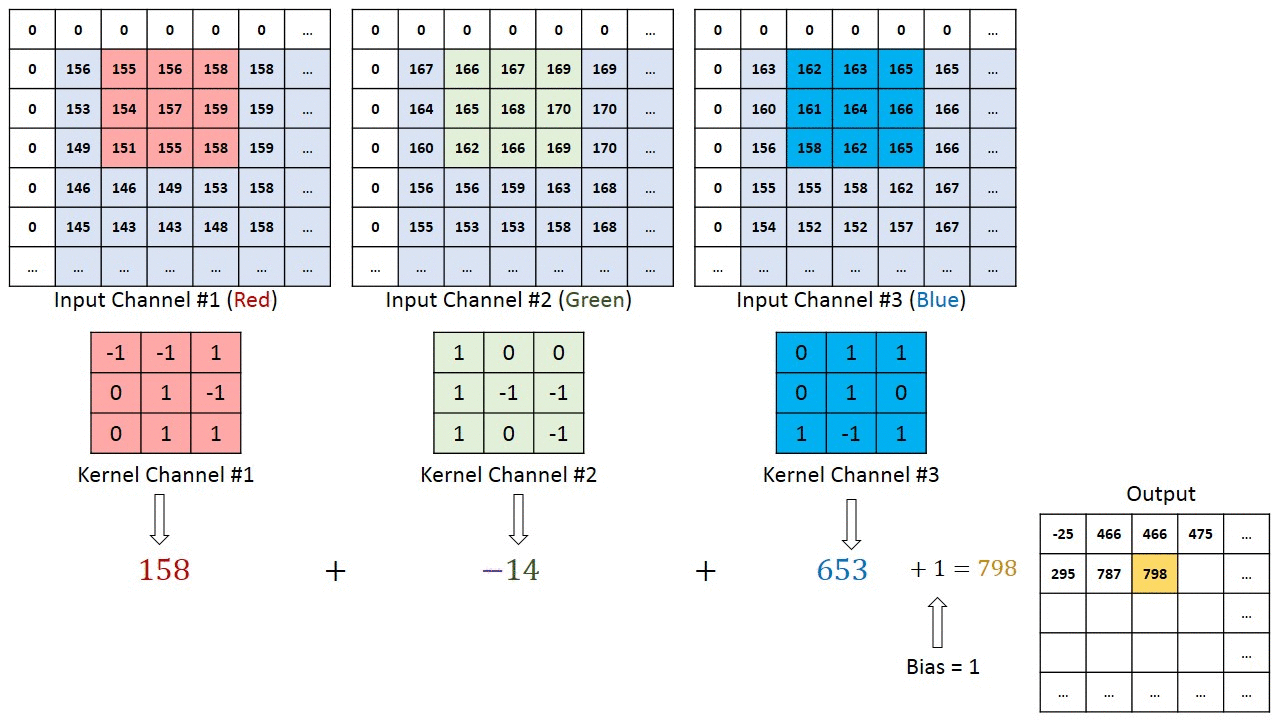 0 0 0 0 0 0 ... 0 0 0 0 0 0 ... 0 0 0 0 0 0 ...
0 156 155 156 158 158 ... 0 167 166 167 169 169 ... 0 163 162 163 165 165 ...
0 153 154 157 159 159 ... 0 164 165 168 170 170 ... 0 160 161 164 166 166 ...
0 149 151 155 158 159 ... 0 160 162 166 169 170 ... 0 156 158 162 165 166 ...
0 146 146 149 153 158 ... 0 156 156 159 163 168 ... 0 155 155 158 162 167 ...
0 145 143 143 148 158 ... 0 155 153 153 158 168 ... 0 154 152 152 157 167 ...
... ... ... ... ... ... ... ... ... ... ... ... ... ... ... ... ... ... ... ... ...
Input Channel #1 (Red) Input Channel #2 (Green) Input Channel #3 (Blue)
-1 -1 1 1 0 0 0 1 1
0 1 -1 1 -1 -1 0 1 0
0 1 1 1 0 -1 1 -1 1
Kernel Channel #1 Kernel Channel #2 Kernel Channel #3
158 + −14 + 653 + 1 = 798
Bias = 1
Output
-25 466 466 475 ...
295 787 798 ...
...
...
... ... ... ... ...